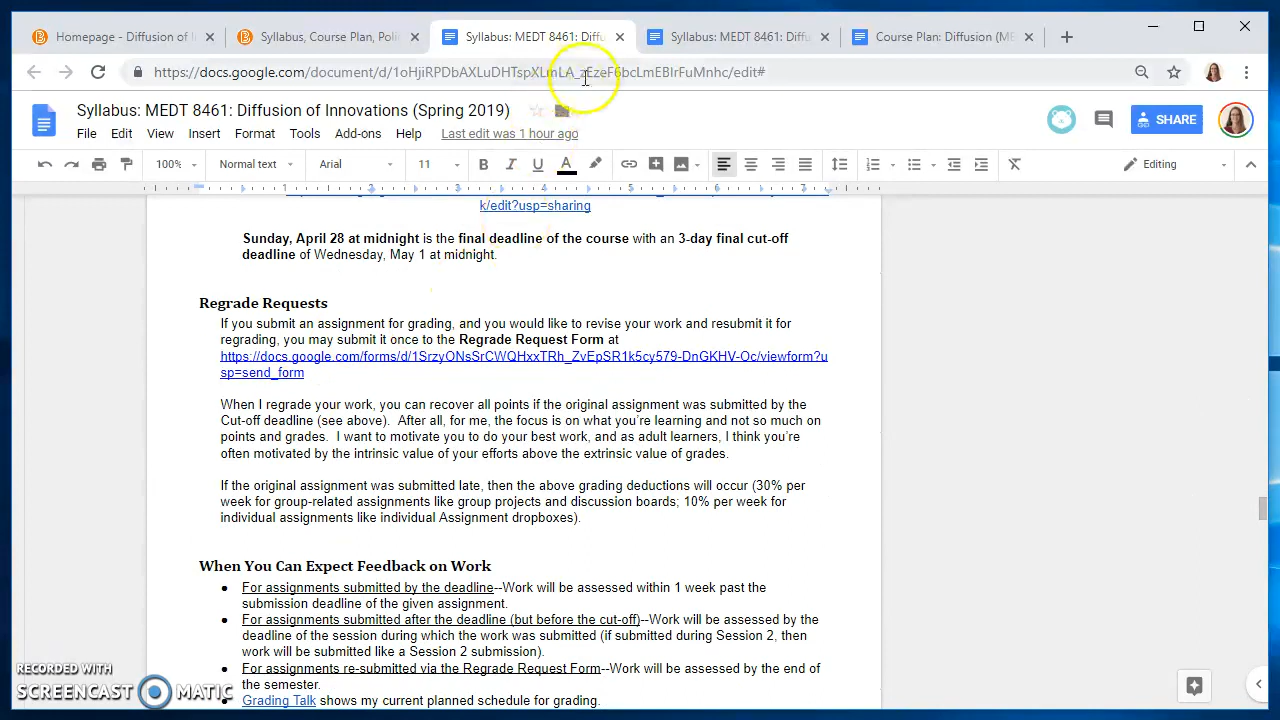 Homepage - Diffusion of I
Syllabus, Course Plan, Poli
Syllabus: MEDT 8461: Diffu
Syllabus: MEDT 8461: Diffu
Course Plan: Diffusion (ME
https://docs.google.com/document/d/1oHjiRPDbAXLuDHTspXLmLA_zEzeF6bcLmEBIrFuMnhc/edit#
Syllabus: MEDT 8461: Diffusion of Innovations (Spring 2019)
File Edit View Insert Format Tools Add-ons Help Last edit was 1 hour ago
SHARE
100% Normal text Arial 11 B I U A Editing
1 2 3 4 5 6 7
k/edit?usp=sharing
Sunday, April 28 at midnight is the final deadline of the course with an 3-day final cut-off
deadline of Wednesday, May 1 at midnight.
Regrade Requests
If you submit an assignment for grading, and you would like to revise your work and resubmit it for
regrading, you may submit it once to the Regrade Request Form at
https://docs.google.com/forms/d/1SrzyONsSrCWQHxxTRh_ZvEpSR1k5cy579-DnGKHV-Oc/viewform?u
sp=send_form
When I regrade your work, you can recover all points if the original assignment was submitted by the
Cut-off deadline (see above). After all, for me, the focus is on what you're learning and not so much on
points and grades. I want to motivate you to do your best work, and as adult learners, I think you're
often motivated by the intrinsic value of your efforts above the extrinsic value of grades.
If the original assignment was submitted late, then the above grading deductions will occur (30% per
week for group-related assignments like group projects and discussion boards; 10% per week for
individual assignments like individual Assignment dropboxes).
When You Can Expect Feedback on Work
For assignments submitted by the deadline--Work will be assessed within 1 week past the
submission deadline of the given assignment.
For assignments submitted after the deadline (but before the cut-off)--Work will be assessed by the
deadline of the session during which the work was submitted (if submitted during Session 2, then
work will be submitted like a Session 2 submission).
For assignments re-submitted via the Regrade Request Form--Work will be assessed by the end of
the semester.
Grading Talk shows my current planned schedule for grading.
RECORDED WITH
SCREENCAST MATIC